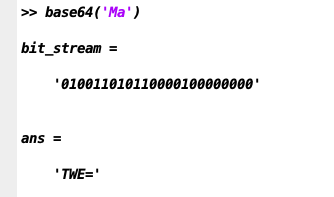 >> base64('Ma')
bit_stream =
'010011010110000100000000'
ans =
'TWE='